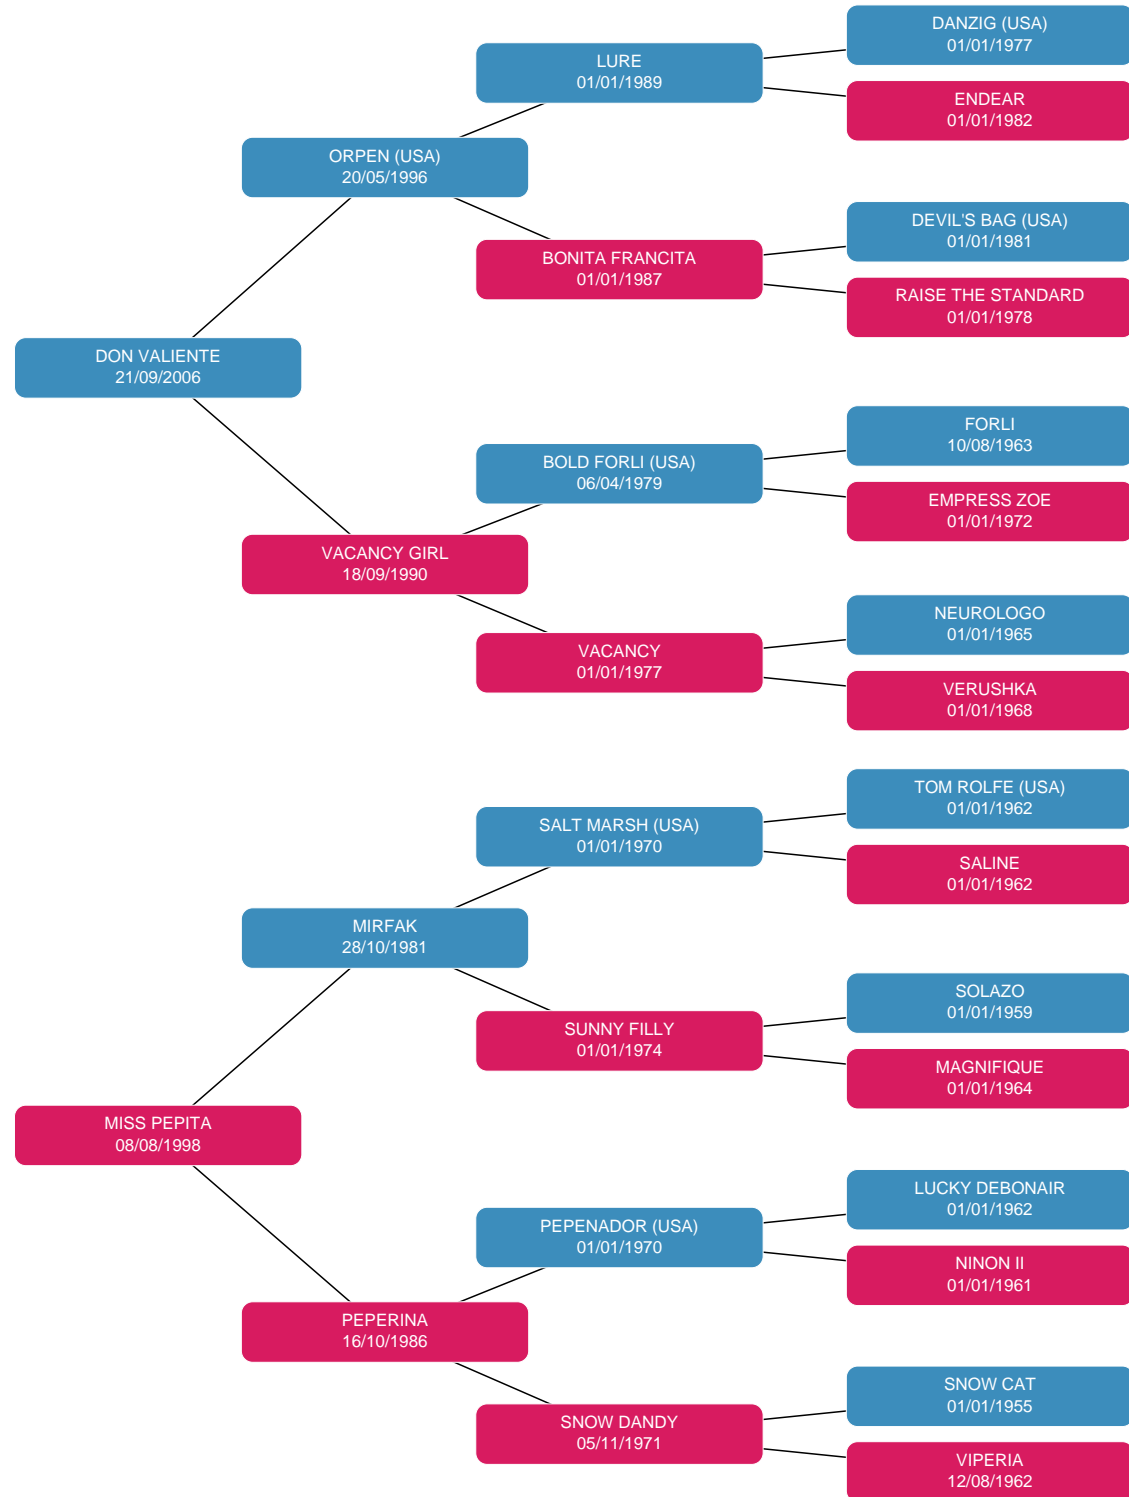 DANZIG (USA)
01/01/1977
LURE
01/01/1989
ENDEAR
01/01/1982
ORPEN (USA)
20/05/1996
DEVIL'S BAG (USA)
01/01/1981
BONITA FRANCITA
01/01/1987
RAISE THE STANDARD
01/01/1978
DON VALIENTE
21/09/2006
FORLI
10/08/1963
BOLD FORLI (USA)
06/04/1979
EMPRESS ZOE
01/01/1972
VACANCY GIRL
18/09/1990
NEUROLOGO
01/01/1965
VACANCY
01/01/1977
VERUSHKA
01/01/1968
TOM ROLFE (USA)
01/01/1962
SALT MARSH (USA)
01/01/1970
SALINE
01/01/1962
MIRFAK
28/10/1981
SOLAZO
01/01/1959
SUNNY FILLY
01/01/1974
MAGNIFIQUE
01/01/1964
MISS PEPITA
08/08/1998
LUCKY DEBONAIR
01/01/1962
PEPENADOR (USA)
01/01/1970
NINON II
01/01/1961
PEPERINA
16/10/1986
SNOW CAT
01/01/1955
SNOW DANDY
05/11/1971
VIPERIA
12/08/1962